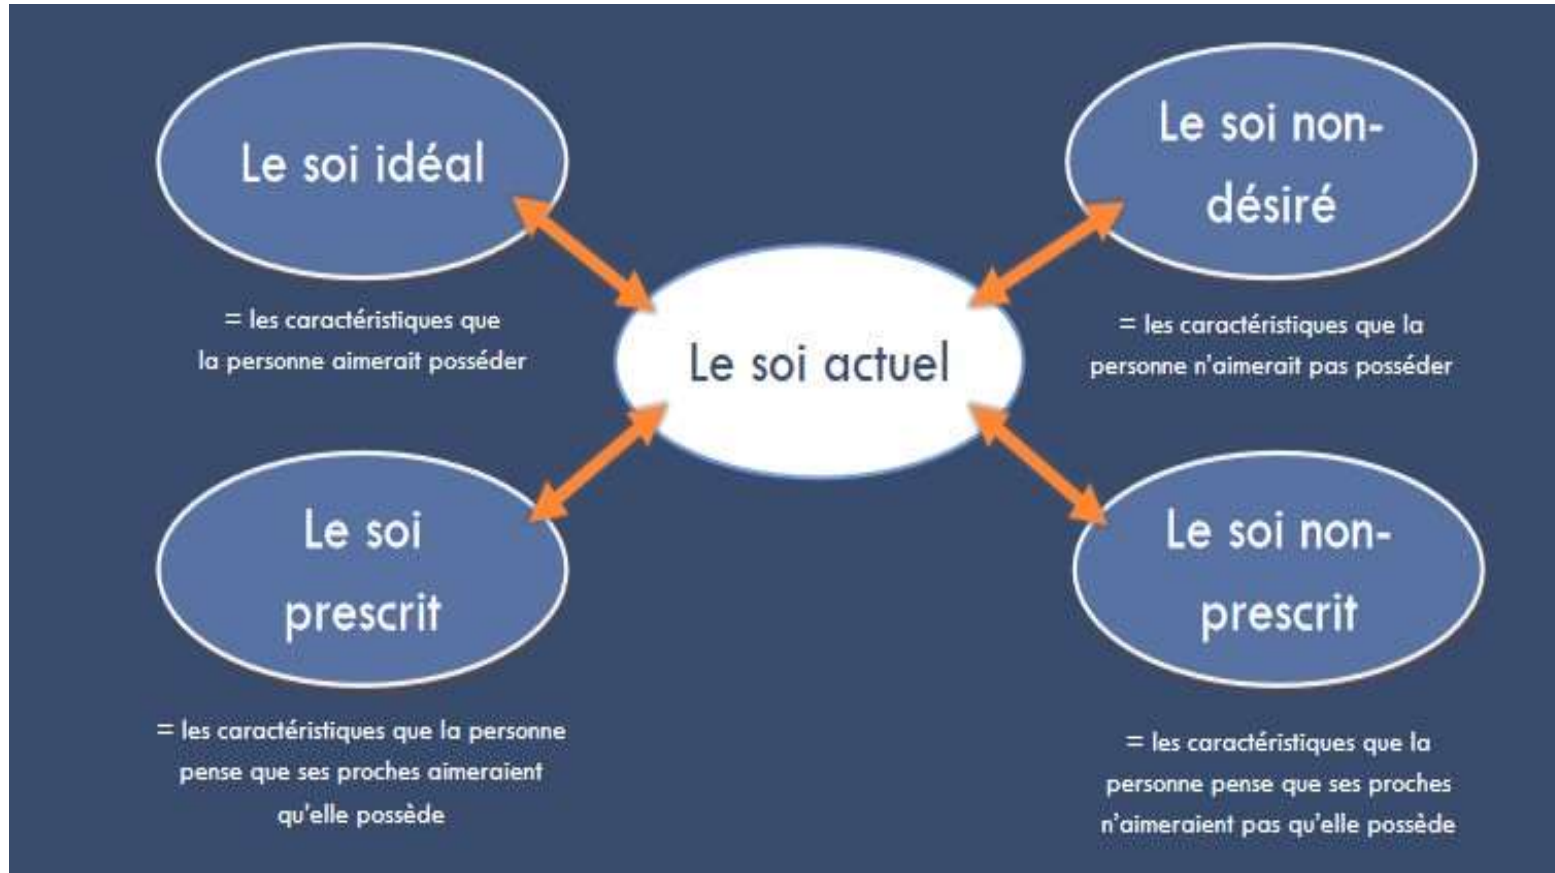 Le soi idéal
= les caractéristiques que
la personne aimerait posséder
Le soi non-
désiré
= les caractéristiques que la
personne n'aimerait pas posséder
Le soi actuel
Le soi
prescrit
= les caractéristiques que la personne
pense que ses proches aimeraient
qu'elle possède
Le soi non-
prescrit
= les caractéristiques que la
personne pense que ses proches
n'aimeraient pas qu'elle possède